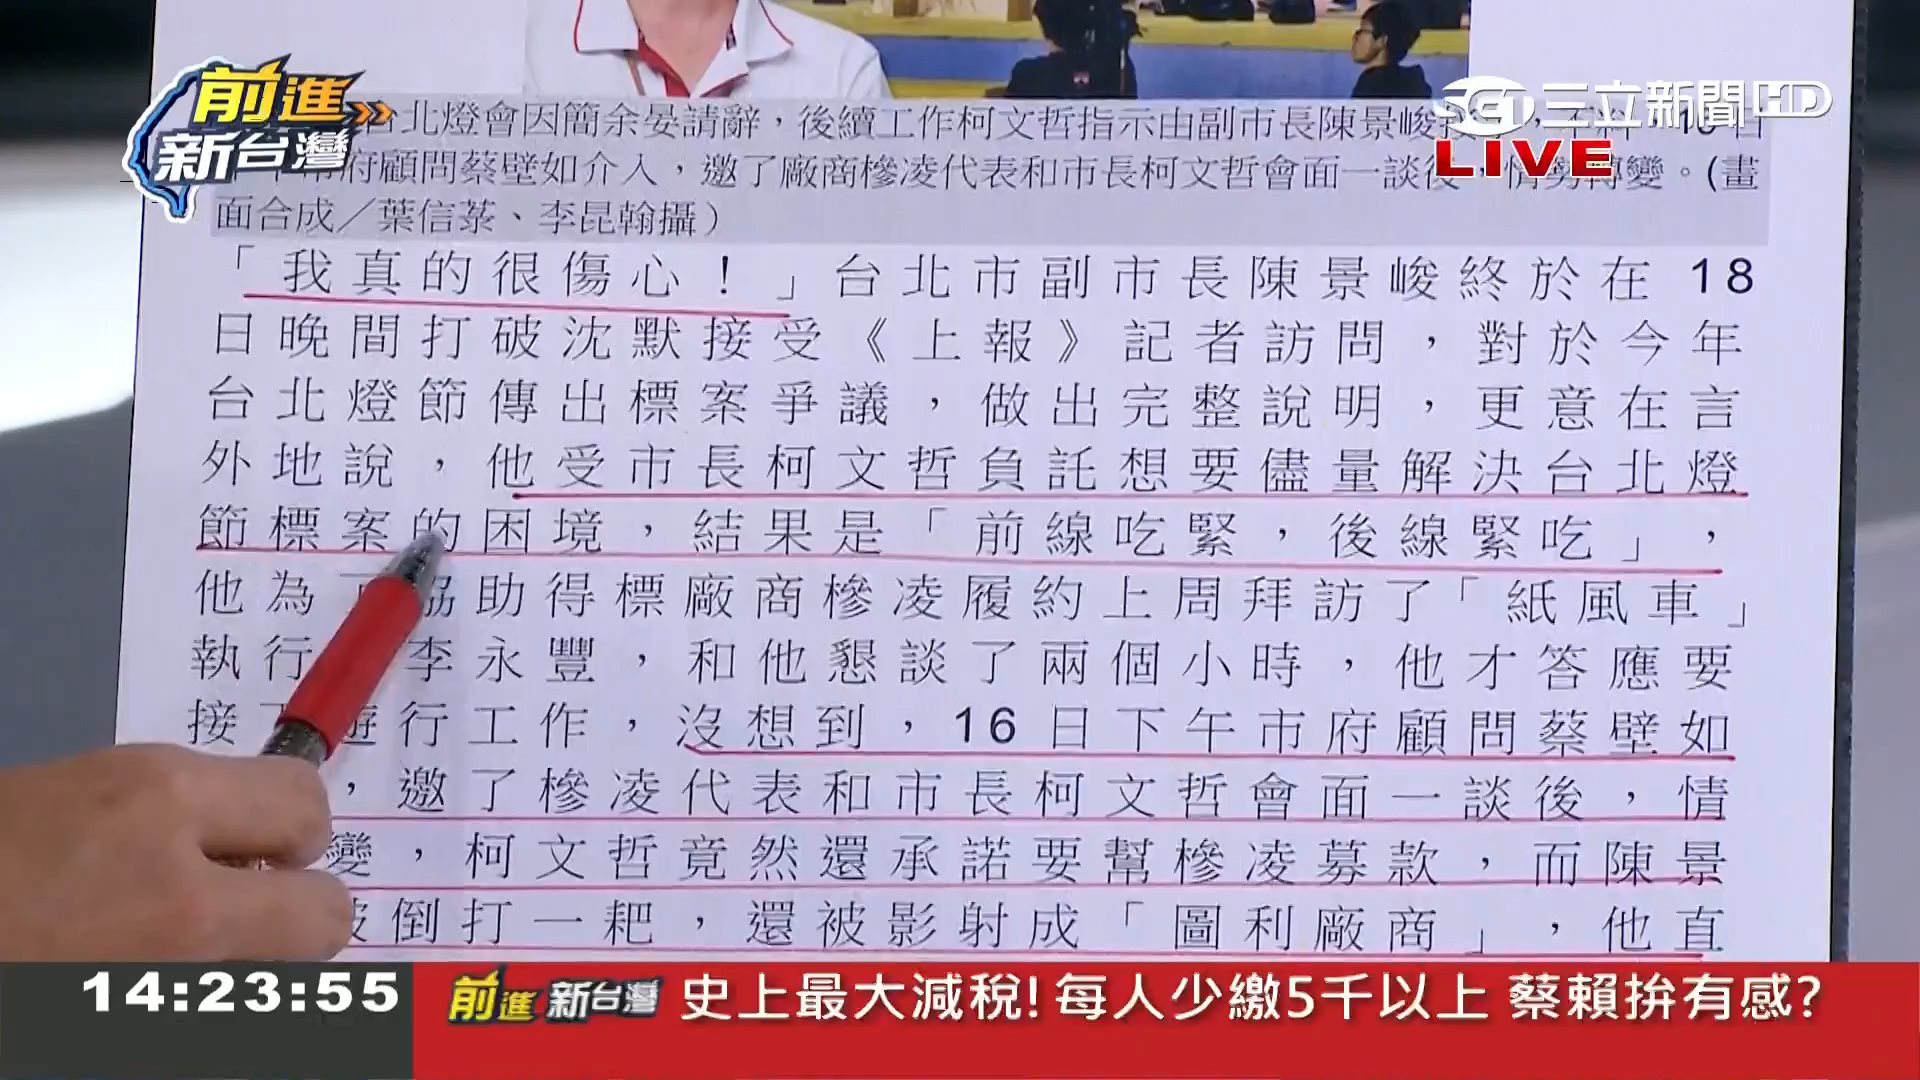 前進
新台灣
三立新聞HD
LIVE
台北燈會因簡余晏請辭，後續工作柯文哲指示由副市長陳景峻
府顧問蔡壁如介入，邀了廠商槮凌代表和市長柯文哲會面一談後，情勢轉變。(畫
面合成／葉信菉、李昆翰攝）
「我真的很傷心！」台北市副市長陳景峻終於在18
日晚間打破沈默接受《上報》記者訪問，對於今年
台北燈節傳出標案爭議，做出完整說明，更意在言
外地說，他受市長柯文哲負託想要儘量解決台北燈
節標案的困境，結果是「前線吃緊，後線緊吃」，
他為了協助得標廠商槮凌履約上周拜訪了「紙風車」
執行 李永豐，和他懇談了兩個小時，他才答應要
接下遊行工作，沒想到，16日下午市府顧問蔡壁如
，邀了槮凌代表和市長柯文哲會面一談後，情
變，柯文哲竟然還承諾要幫槮凌募款，而陳景
被倒打一耙，還被影射成「圖利廠商」，他直
14:23:55
前進新台灣 史上最大減稅!每人少繳5千以上 蔡賴拚有感?